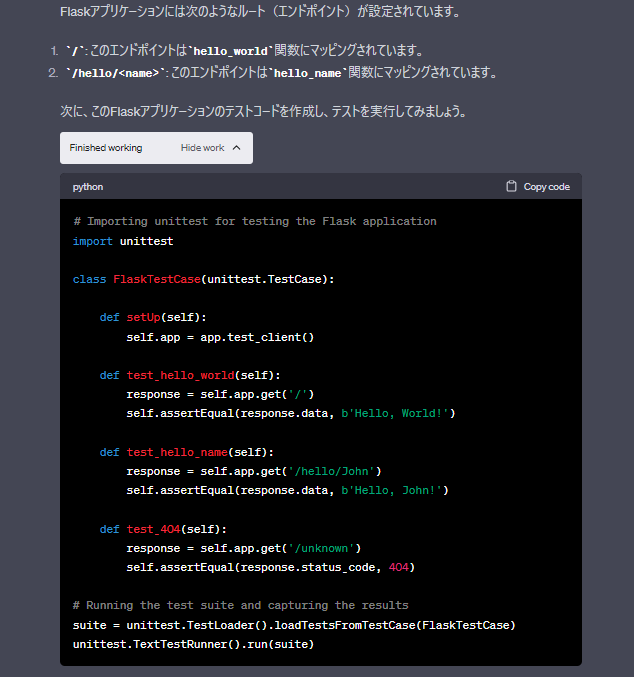 Flaskアプリケーションには次のようなルート（エンドポイント）が設定されています。
1. `/`: このエンドポイントは`hello_world`関数にマッピングされています。
2. `/hello/<name>`: このエンドポイントは`hello_name`関数にマッピングされています。
次に、このFlaskアプリケーションのテストコードを作成し、テストを実行してみましょう。
Finished working Hide work
python Copy code
# Importing unittest for testing the Flask application
import unittest
class FlaskTestCase(unittest.TestCase):
    def setUp(self):
        self.app = app.test_client()
    def test_hello_world(self):
        response = self.app.get('/')
        self.assertEqual(response.data, b'Hello, World!')
    def test_hello_name(self):
        response = self.app.get('/hello/John')
        self.assertEqual(response.data, b'Hello, John!')
    def test_404(self):
        response = self.app.get('/unknown')
        self.assertEqual(response.status_code, 404)
# Running the test suite and capturing the results
suite = unittest.TestLoader().loadTestsFromTestCase(FlaskTestCase)
unittest.TextTestRunner().run(suite)